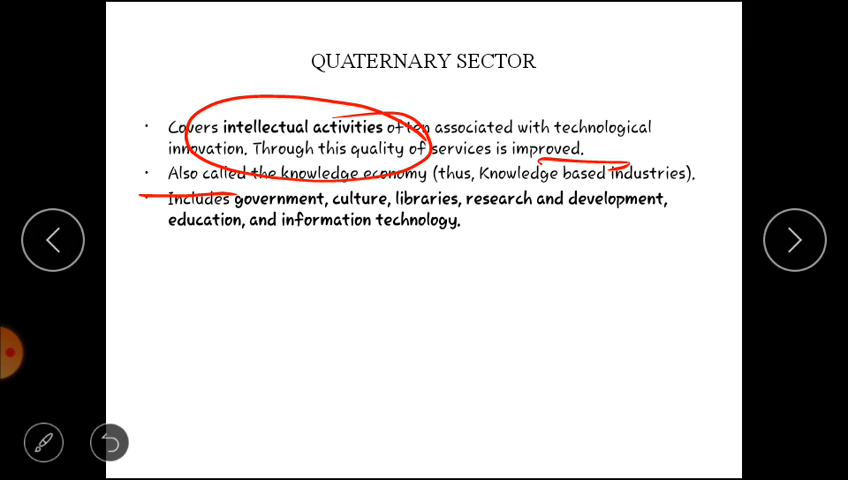 QUATERNARY SECTOR
· Covers intellectual activities often associated with technological
innovation. Through this quality of services is improved.
· Also called the knowledge economy (thus, Knowledge based industries).
· Includes government, culture, libraries, research and development,
education, and information technology.